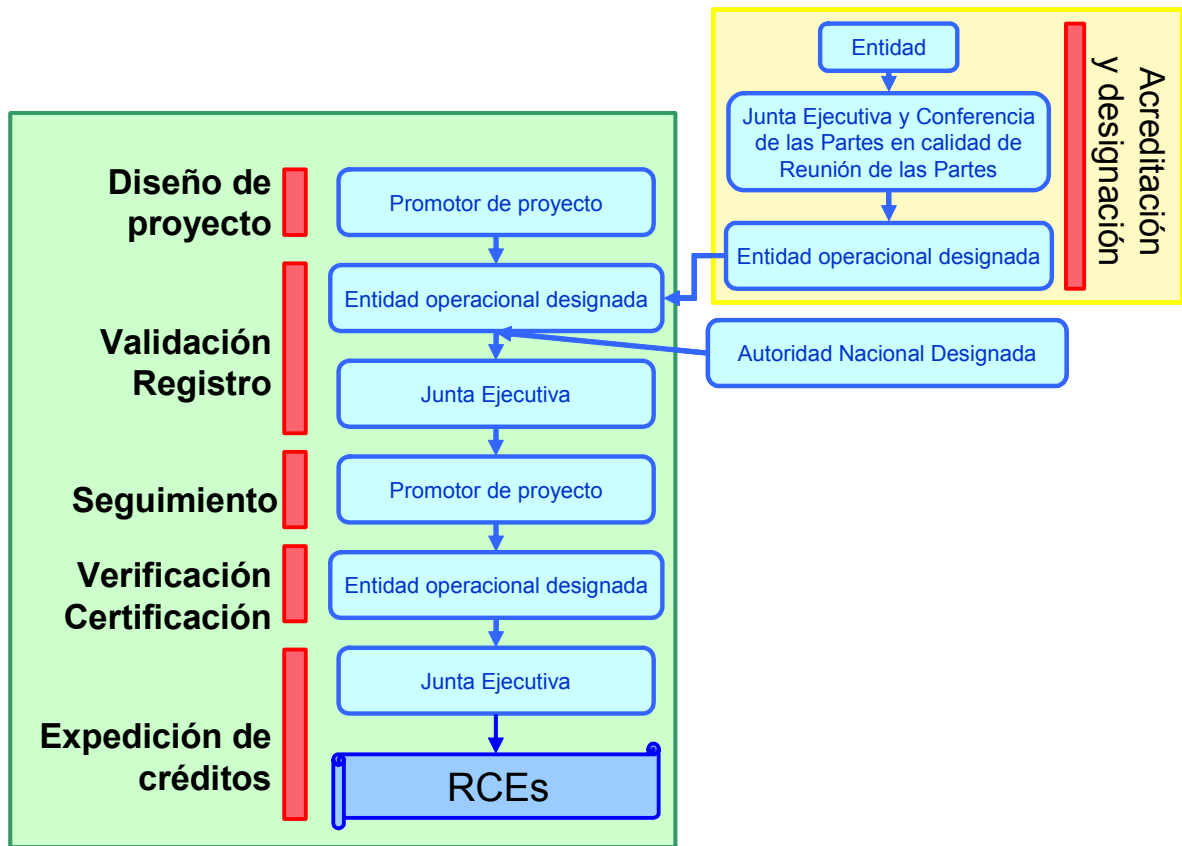 Entidad
Junta Ejecutiva y Conferencia
de las Partes en calidad de
Reunión de las Partes
Entidad operacional designada
Acreditación
y designación
Diseño de
proyecto
Promotor de proyecto
Entidad operacional designada
Autoridad Nacional Designada
Validación
Registro
Junta Ejecutiva
Seguimiento
Promotor de proyecto
Verificación
Certificación
Entidad operacional designada
Junta Ejecutiva
Expedición de
créditos
RCEs